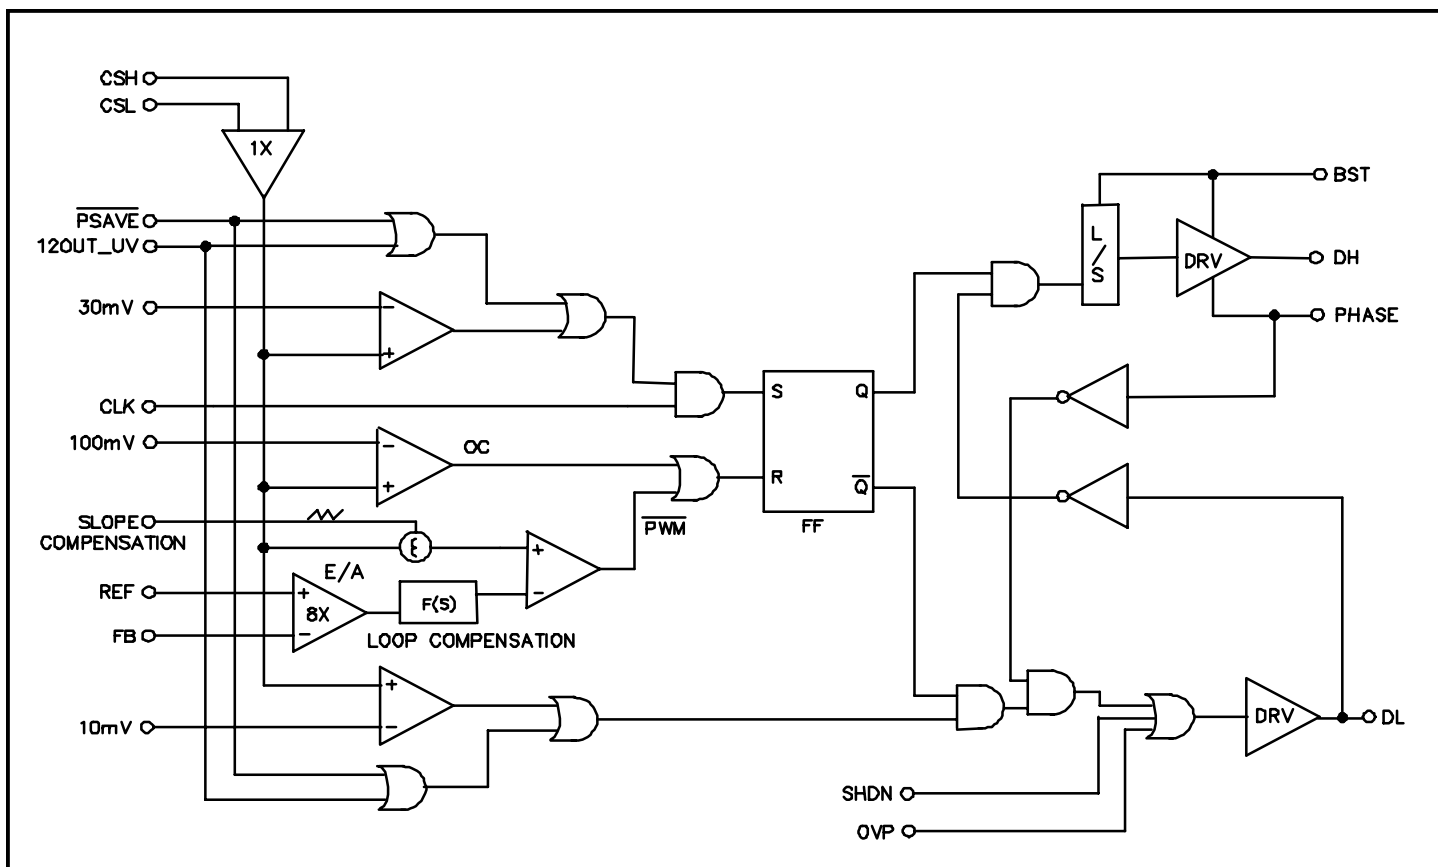 CSH
CSL
1X
PSAVE
12OUT_UV
30mV
-
+
CLK
100mV
-
+
OC
SLOPE
COMPENSATION
REF
FB
E/A
+
8X
-
F(S)
LOOP COMPENSATION
+
-
PWM
10mV
+
-
S
Q
R
Q
FF
L
/
S
DRV
BST
DH
PHASE
DRV
DL
SHDN
OVP